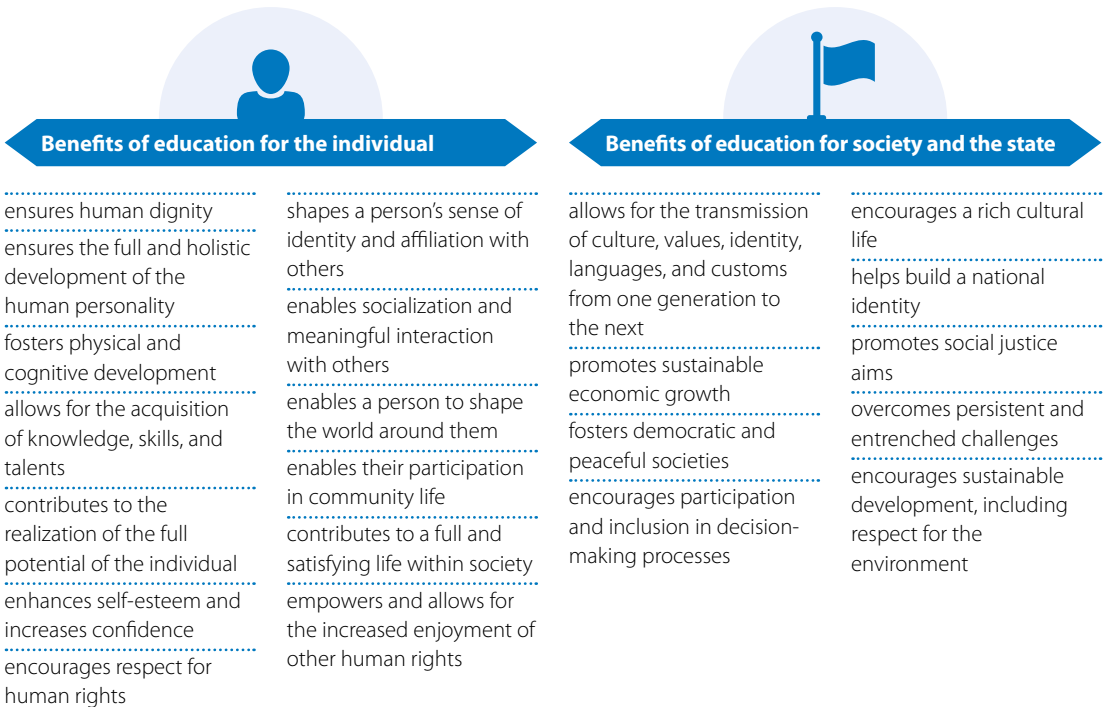 Benefits of education for the individual
ensures human dignity
ensures the full and holistic
development of the
human personality
fosters physical and
cognitive development
allows for the acquisition
of knowledge, skills, and
talents
contributes to the
realization of the full
potential of the individual
enhances self-esteem and
increases confidence
encourages respect for
human rights
shapes a person’s sense of
identity and affiliation with
others
enables socialization and
meaningful interaction
with others
enables a person to shape
the world around them
enables their participation
in community life
contributes to a full and
satisfying life within society
empowers and allows for
the increased enjoyment of
other human rights
Benefits of education for society and the state
allows for the transmission
of culture, values, identity,
languages, and customs
from one generation to
the next
promotes sustainable
economic growth
fosters democratic and
peaceful societies
encourages participation
and inclusion in decision-
making processes
encourages a rich cultural
life
helps build a national
identity
promotes social justice
aims
overcomes persistent and
entrenched challenges
encourages sustainable
development, including
respect for the
environment